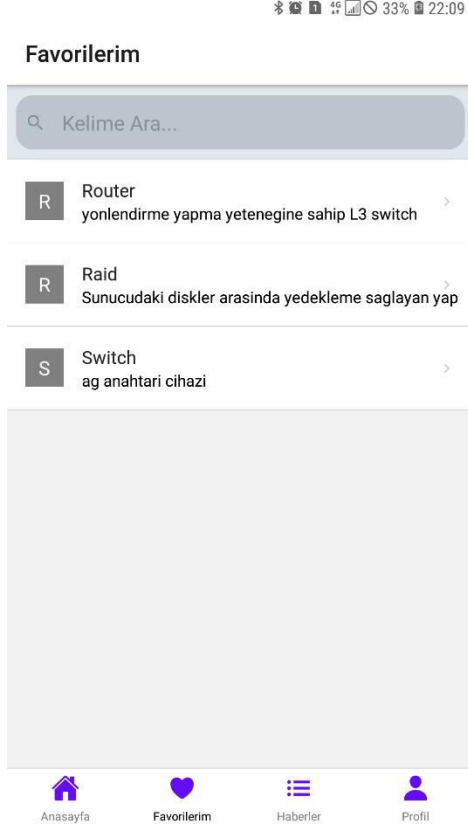 4G 33% 22:09
Favorilerim
Kelime Ara...
R Router
yonlendirme yapma yetenegine sahip L3 switch
R Raid
Sunucudaki diskler arasinda yedekleme saglayan yap
S Switch
ag anahtari cihazi
Anasayfa Favorilerim Haberler Profil